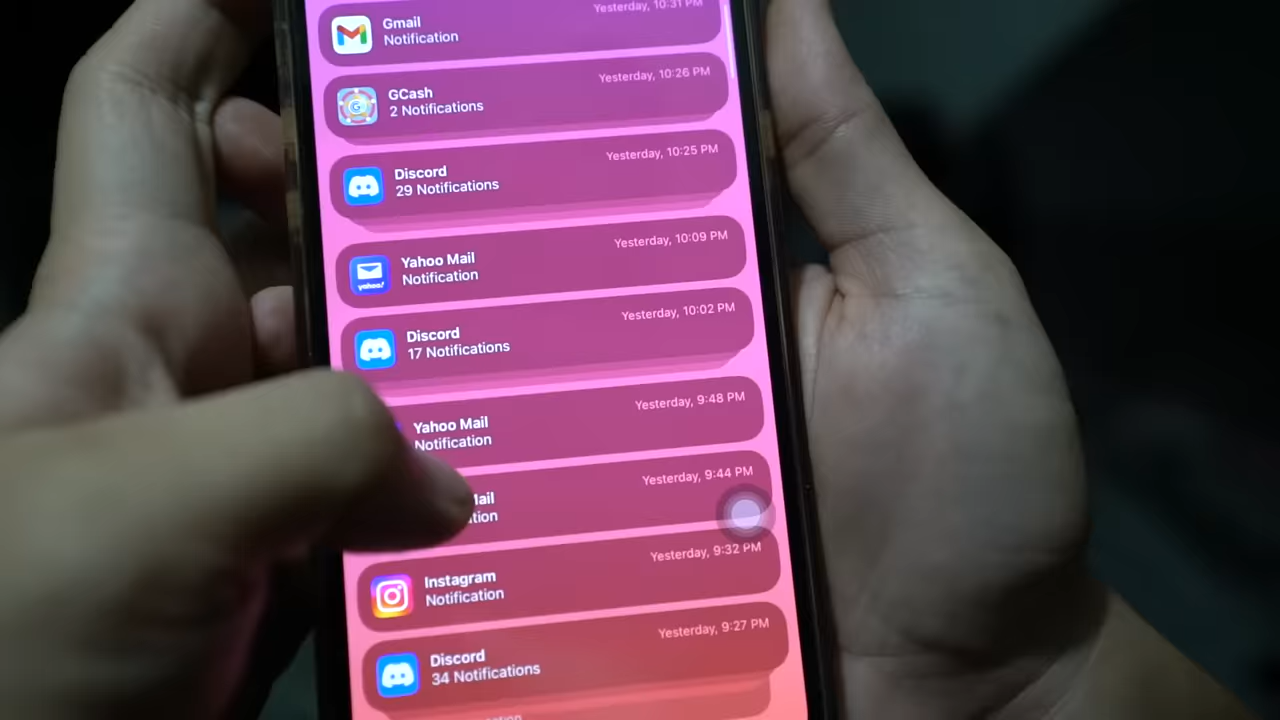 Gmail
Yesterday, 10:31 PM
Notification
GCash
Yesterday, 10:26 PM
2 Notifications
G
Discord
Yesterday, 10:25 PM
29 Notifications
Yahoo Mail
Yesterday, 10:09 PM
Notification
yahoo!
Discord
Yesterday, 10:02 PM
17 Notifications
Yahoo Mail
Yesterday, 9:48 PM
Notification
Yesterday, 9:44 PM
Instagram
Yesterday, 9:32 PM
Notification
Discord
Yesterday, 9:27 PM
34 Notifications